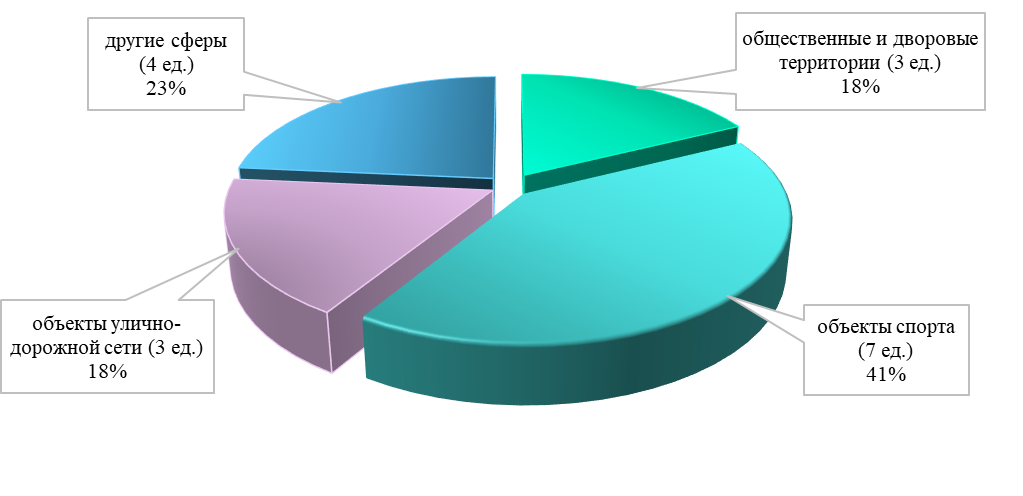 другие сферы
(4 ед.)
23%
общественные и дворовые
территории (3 ед.)
18%
объекты улично-
дорожной сети (3 ед.)
18%
объекты спорта
(7 ед.)
41%